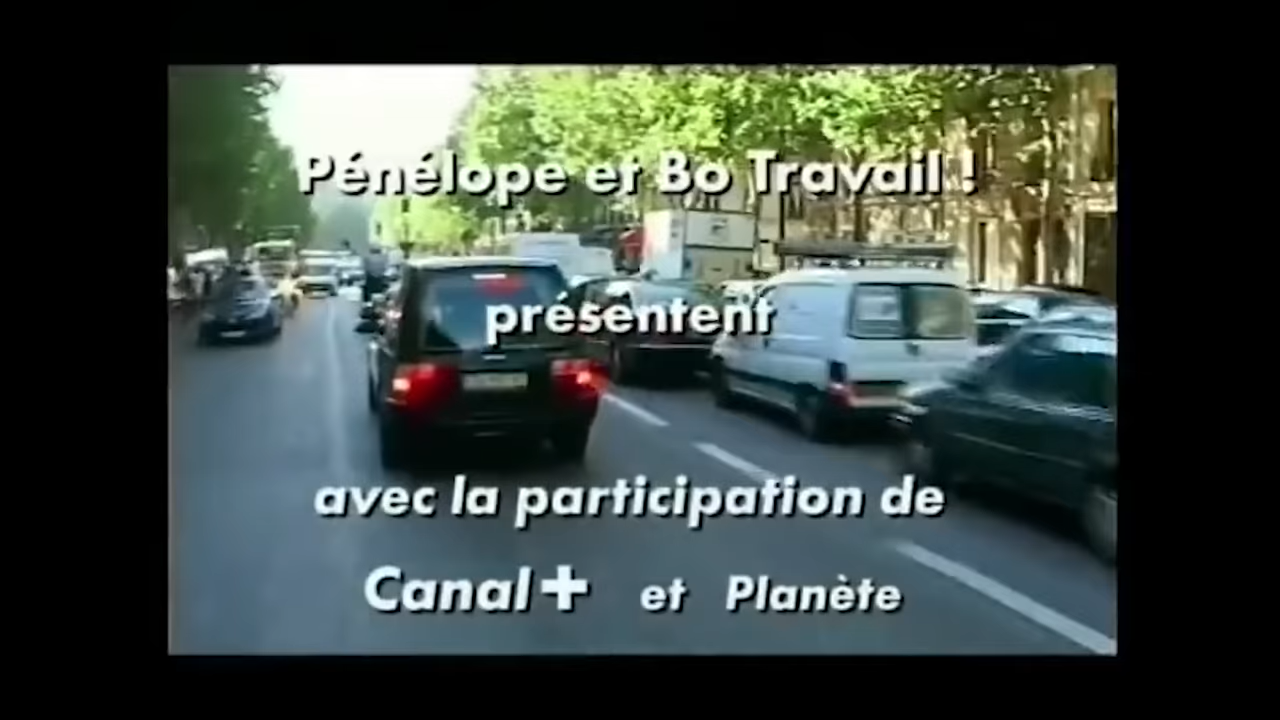 Pénélope et Bo Travail !
présentent
avec la participation de
Canal+ et Planète